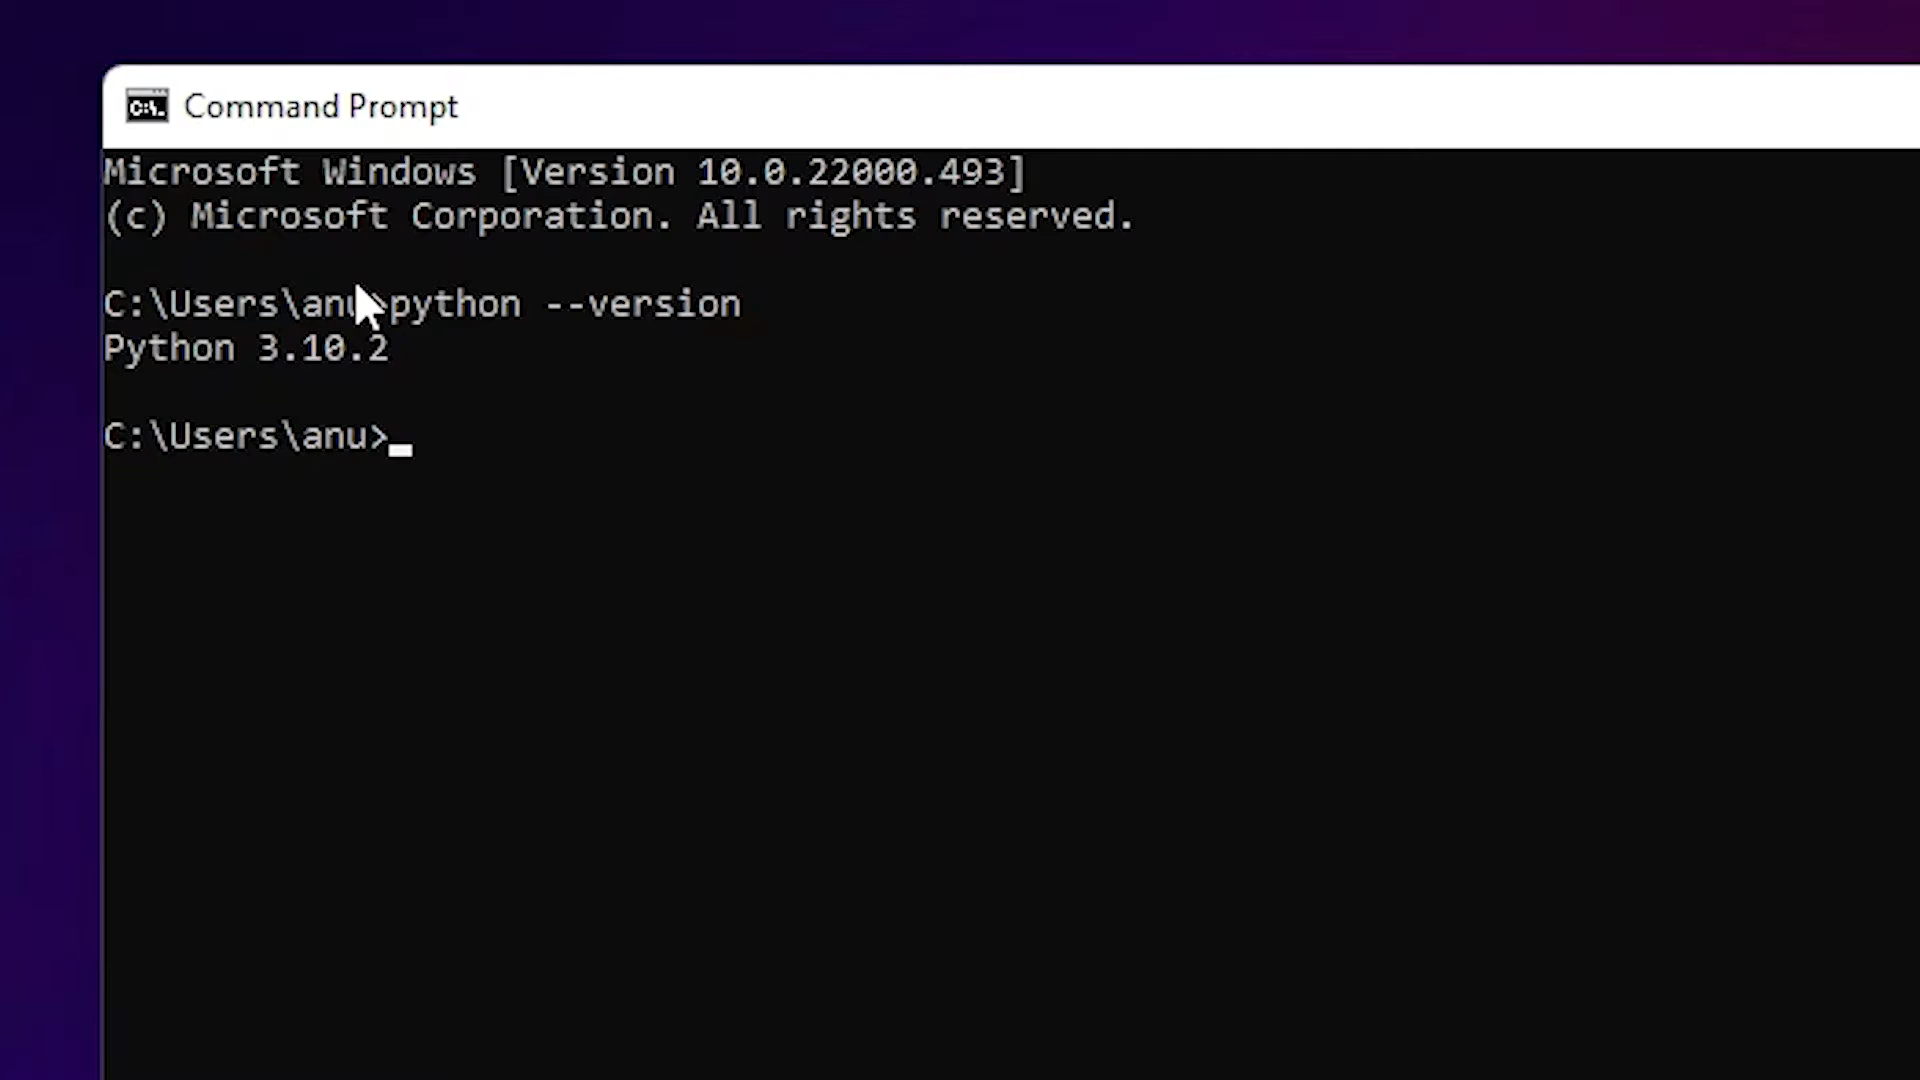 Command Prompt
Microsoft Windows [Version 10.0.22000.493]
(c) Microsoft Corporation. All rights reserved.
C:\Users\anu>python --version
Python 3.10.2
C:\Users\anu>